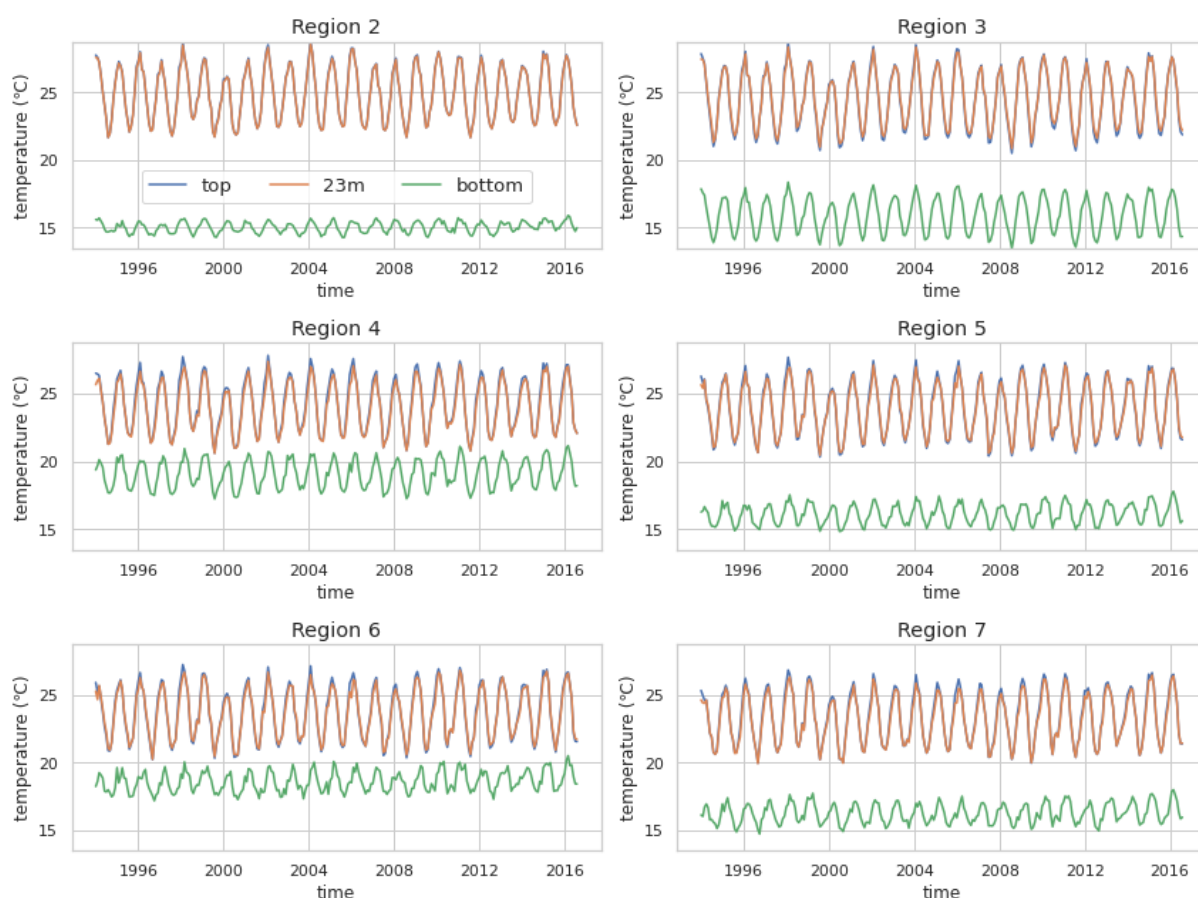 Region 2
temperature (°C)
25
20
15
top 23m bottom
1996 2000 2004 2008 2012 2016
time
Region 3
temperature (°C)
25
20
15
1996 2000 2004 2008 2012 2016
time
Region 4
temperature (°C)
25
20
15
1996 2000 2004 2008 2012 2016
time
Region 5
temperature (°C)
25
20
15
1996 2000 2004 2008 2012 2016
time
Region 6
temperature (°C)
25
20
15
1996 2000 2004 2008 2012 2016
time
Region 7
temperature (°C)
25
20
15
1996 2000 2004 2008 2012 2016
time